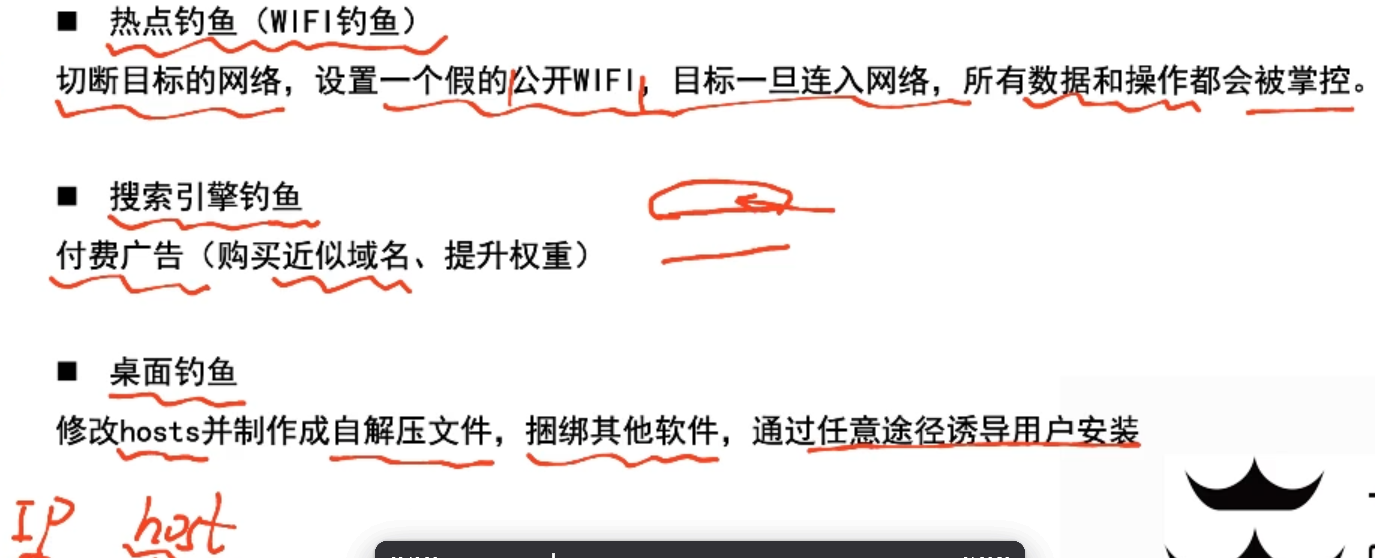 ■ 热点钓鱼（WIFI钓鱼）
切断目标的网络，设置一个假的公开WIFI，目标一旦连入网络，所有数据和操作都会被掌控。
■ 搜索引擎钓鱼
付费广告（购买近似域名、提升权重）
■ 桌面钓鱼
修改hosts并制作成自解压文件，捆绑其他软件，通过任意途径诱导用户安装
IP host